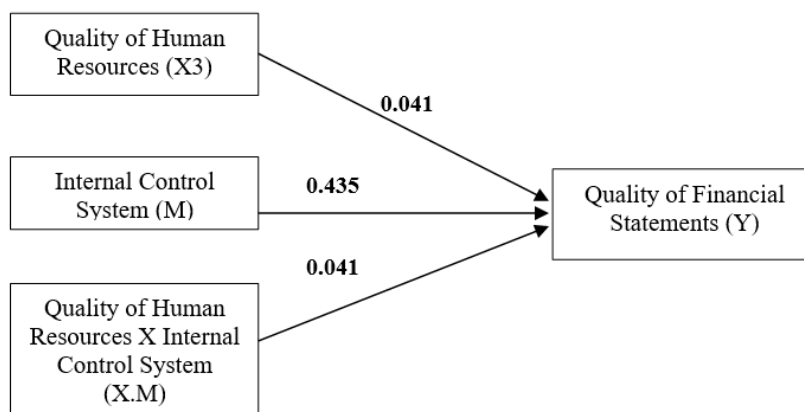 Quality of Human
Resources (X3)
0.041
Internal Control
System (M)
0.435
Quality of Financial
Statements (Y)
0.041
Quality of Human
Resources X Internal
Control System
(X.M)